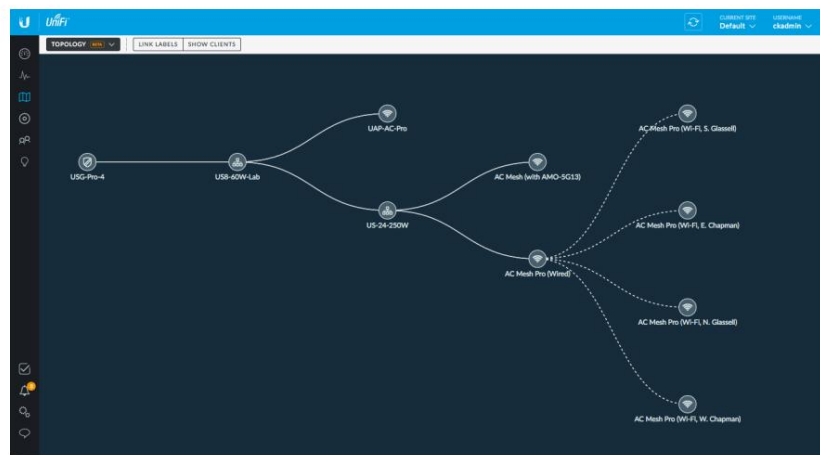 U UniFi
CURRENT SITE
Default
USERNAME
ckadmin
TOPOLOGY BETA
LINK LABELS
SHOW CLIENTS
UAP-AC-Pro
AC Mesh Pro (Wi-Fi, S. Glassell)
USG-Pro-4
US8-60W-Lab
AC Mesh (with AMO-5G13)
US-24-250W
AC Mesh Pro (Wi-Fi, E. Chapman)
AC Mesh Pro (Wired)
AC Mesh Pro (Wi-Fi, N. Glassell)
AC Mesh Pro (Wi-Fi, W. Chapman)